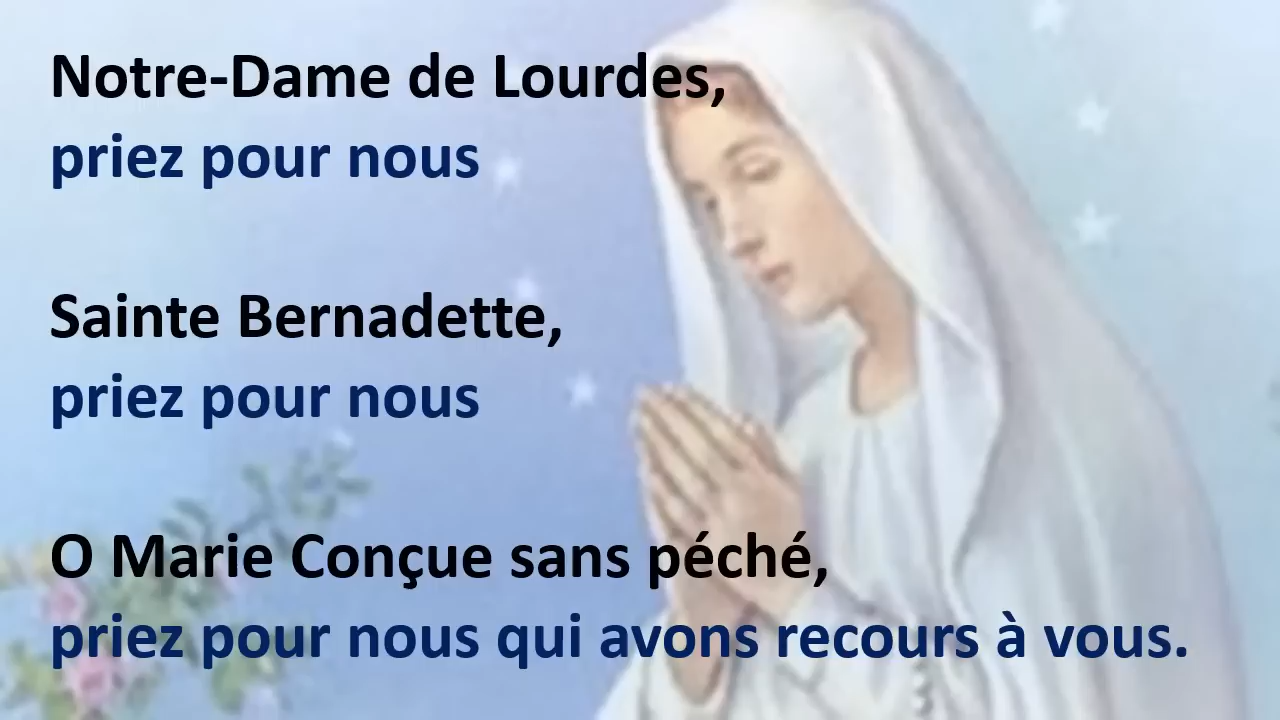 Notre-Dame de Lourdes,
priez pour nous
Sainte Bernadette,
priez pour nous
O Marie Conçue sans péché,
priez pour nous qui avons recours à vous.